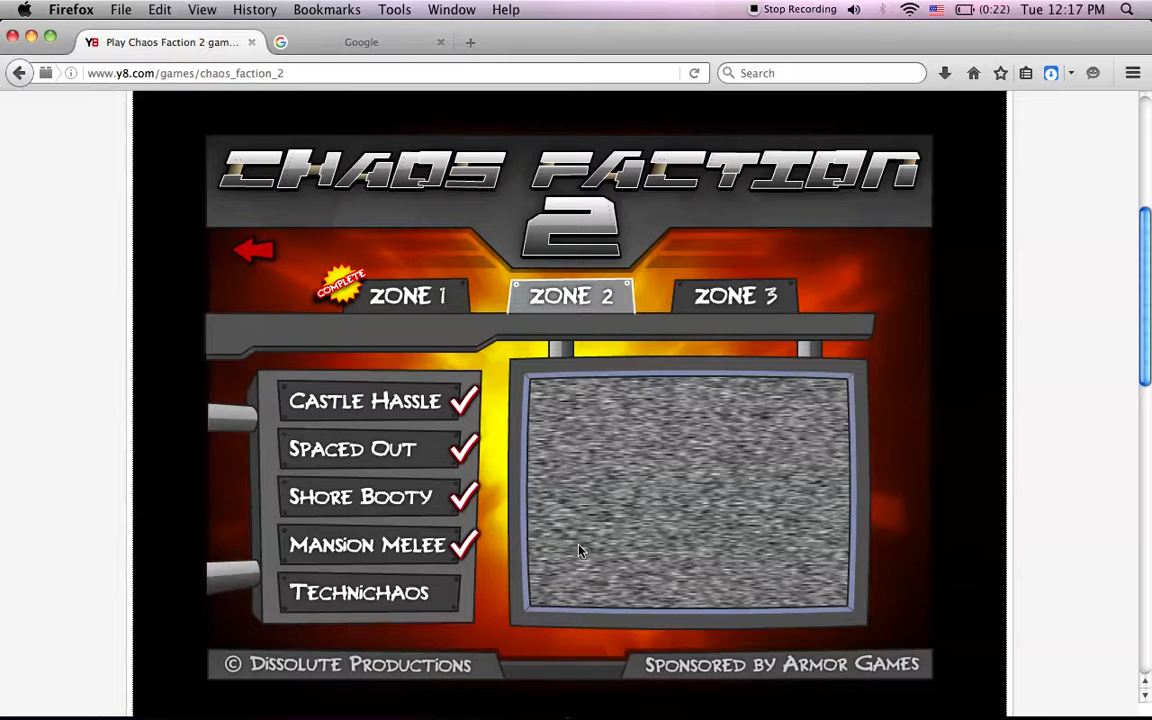 Firefox File Edit View History Bookmarks Tools Window Help Stop Recording (0:22) Tue 12:17 PM
Y8 Play Chaos Faction 2 gam... × G Google × +
www.y8.com/games/chaos_faction_2 Search
CHAOS FACTION
2
COMPLETE ZONE 1 ZONE 2 ZONE 3
CASTLE HASSLE
SPACED OUT
SHORE BOOTY
MANSION MELEE
TECHNICHAOS
© DISSOLUTE PRODUCTIONS SPONSORED BY ARMOR GAMES